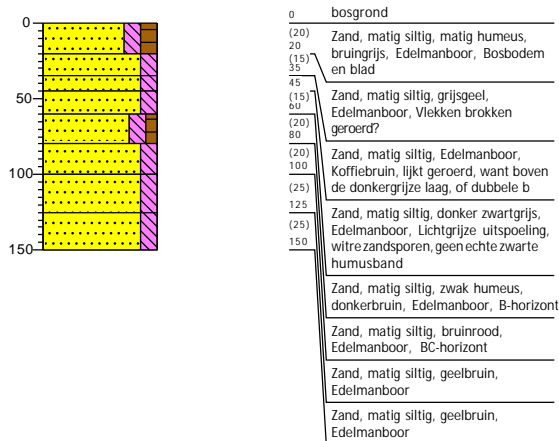 0
50
100
150
0
(20)
20
(15)
35
45
(15)
60
(20)
80
(20)
100
(25)
125
(25)
150
bosgrond
Zand, matig siltig, matig humeus,
bruingrijs, Edelmanboor, Bosbodem
en blad
Zand, matig siltig, grijsgeel,
Edelmanboor, Vlekken brokken
geroerd?
Zand, matig siltig, Edelmanboor,
Koffiebruin, lijkt geroerd, want boven
de donkergrijze laag, of dubbele b
Zand, matig siltig, donker zwartgrijs,
Edelmanboor, Lichtgrijze uitspoeling,
witre zandsporen, geen echte zwarte
humusband
Zand, matig siltig, zwak humeus,
donkerbruin, Edelmanboor, B-horizont
Zand, matig siltig, bruinrood,
Edelmanboor, BC-horizont
Zand, matig siltig, geelbruin,
Edelmanboor
Zand, matig siltig, geelbruin,
Edelmanboor